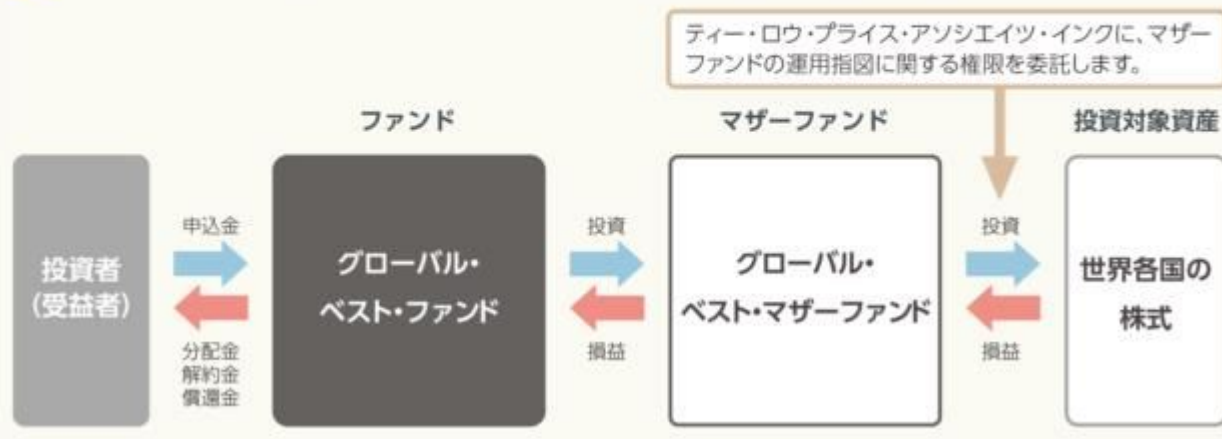 ティー・ロウ・プライス・アソシエイツ・インクに、マザー
ファンドの運用指図に関する権限を委託します。
ファンド
マザーファンド
投資対象資産
投資者
(受益者)
申込金
分配金
解約金
償還金
グローバル・
ベスト・ファンド
投資
損益
グローバル・
ベスト・マザーファンド
投資
損益
世界各国の
株式